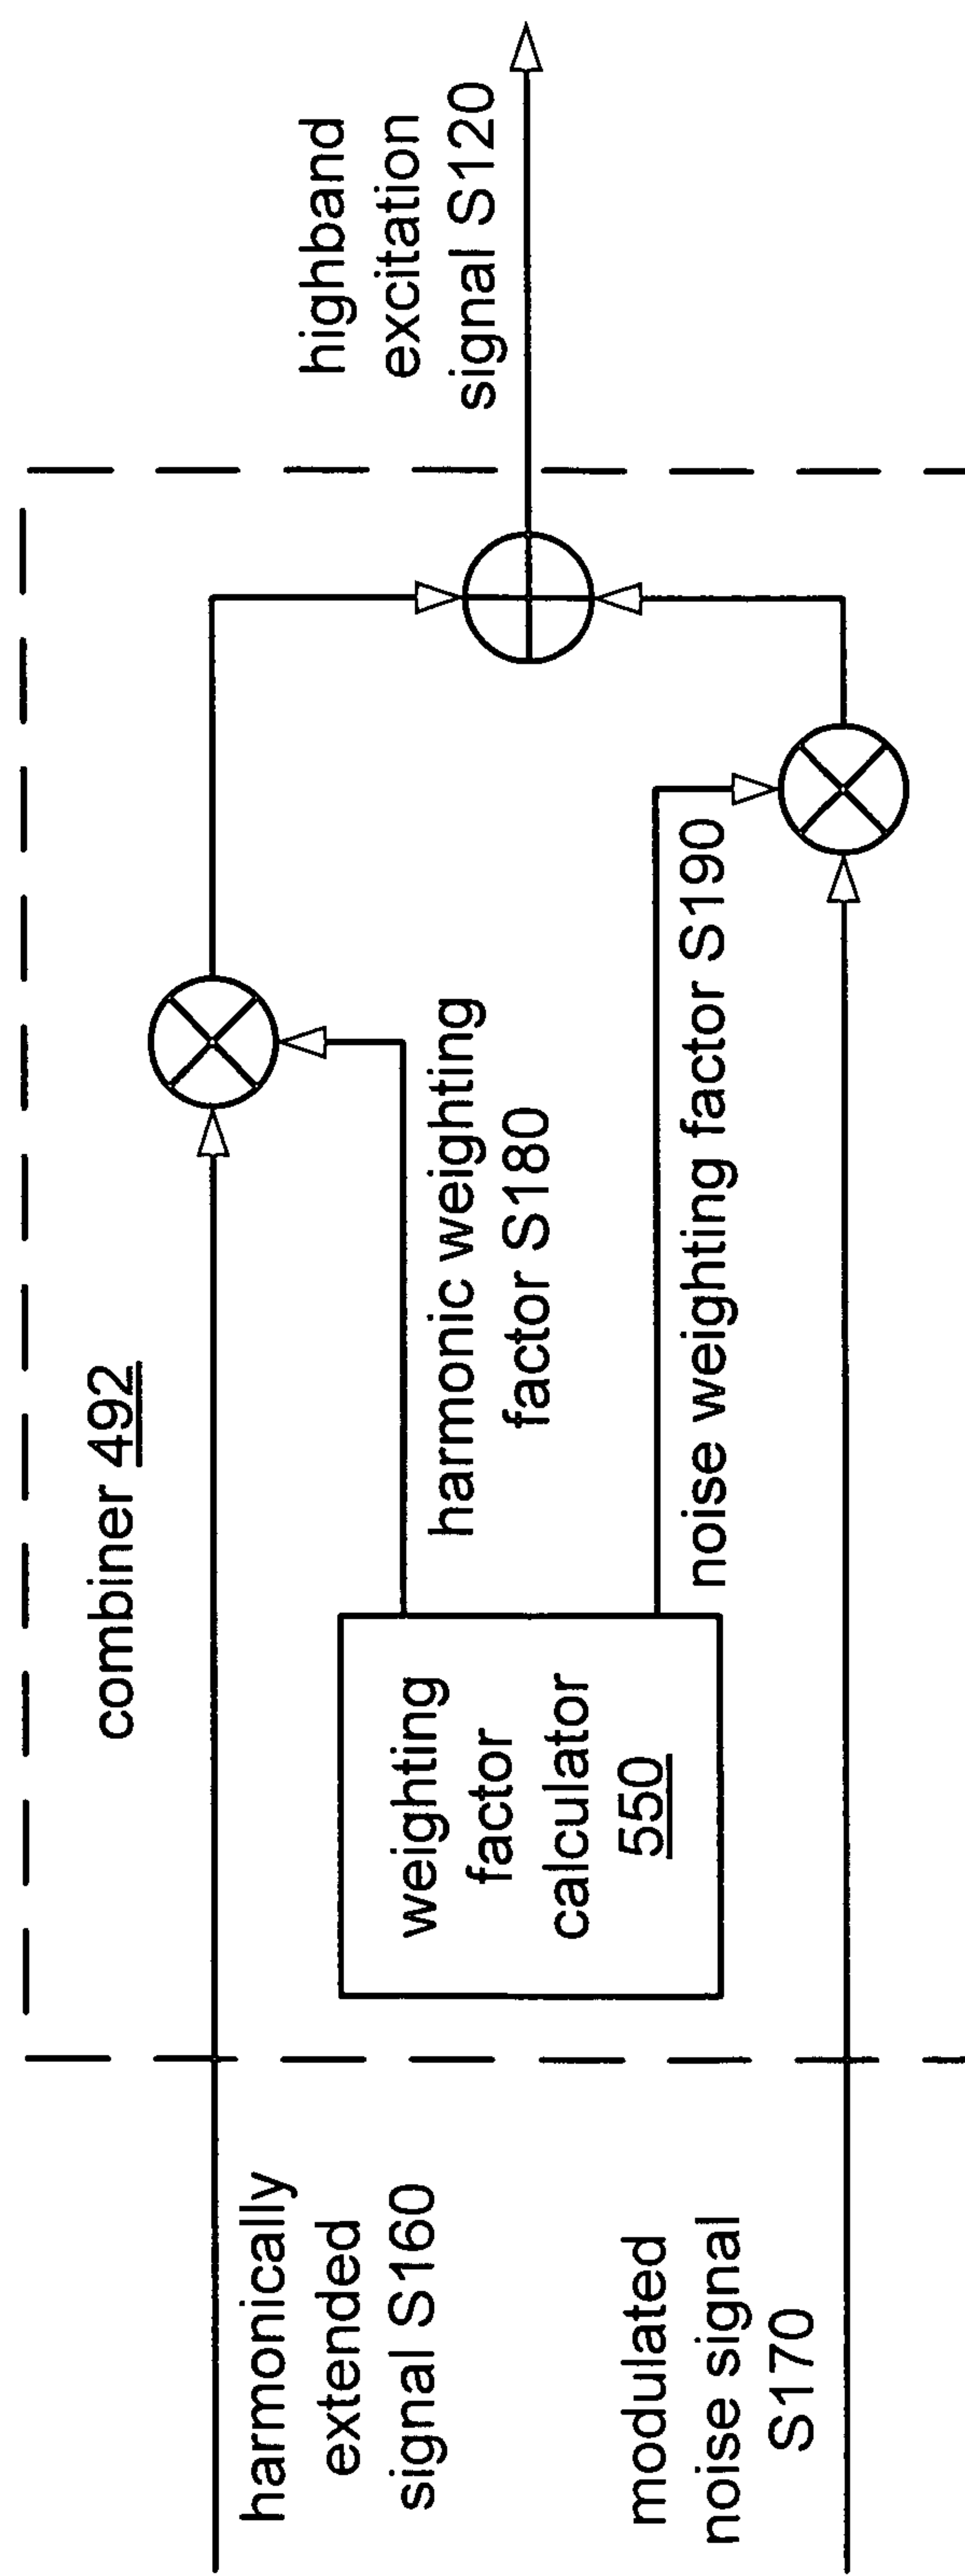 combiner 492
harmonically
extended
signal S160
modulated
noise signal
S170
weighting
factor
calculator
550
harmonic weighting
factor S180
noise weighting factor S190
highband
excitation
signal S120